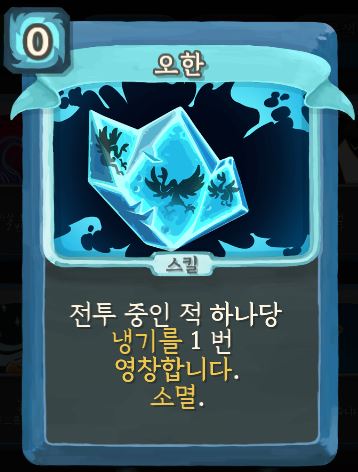 0
오한
스킬
전투 중인 적 하나당
냉기를 1 번
영창합니다.
소멸.